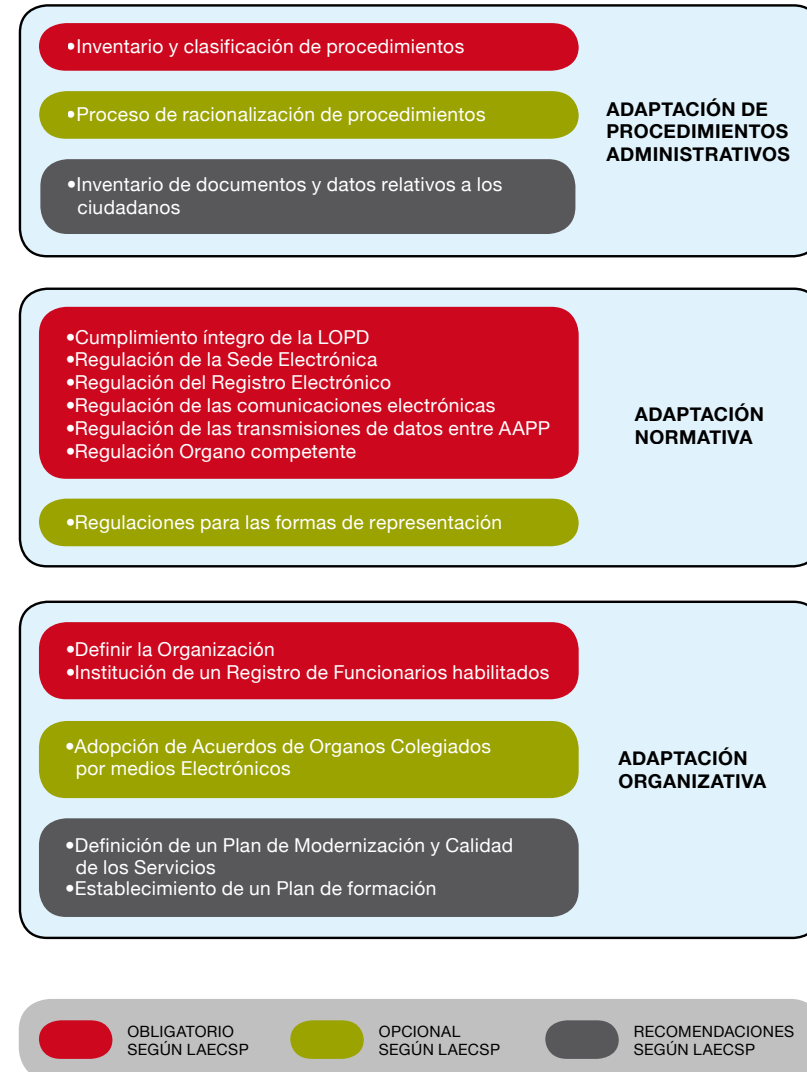 •Inventario y clasificación de procedimientos
•Proceso de racionalización de procedimientos
•Inventario de documentos y datos relativos a los
ciudadanos
ADAPTACIÓN DE
PROCEDIMIENTOS
ADMINISTRATIVOS
•Cumplimiento íntegro de la LOPD
•Regulación de la Sede Electrónica
•Regulación del Registro Electrónico
•Regulación de las comunicaciones electrónicas
•Regulación de las transmisiones de datos entre AAPP
•Regulación Organo competente
•Regulaciones para las formas de representación
ADAPTACIÓN
NORMATIVA
•Definir la Organización
•Institución de un Registro de Funcionarios habilitados
•Adopción de Acuerdos de Organos Colegiados
por medios Electrónicos
•Definición de un Plan de Modernización y Calidad
de los Servicios
•Establecimiento de un Plan de formación
ADAPTACIÓN
ORGANIZATIVA
OBLIGATORIO
SEGÚN LAECSP
OPCIONAL
SEGÚN LAECSP
RECOMENDACIONES
SEGÚN LAECSP